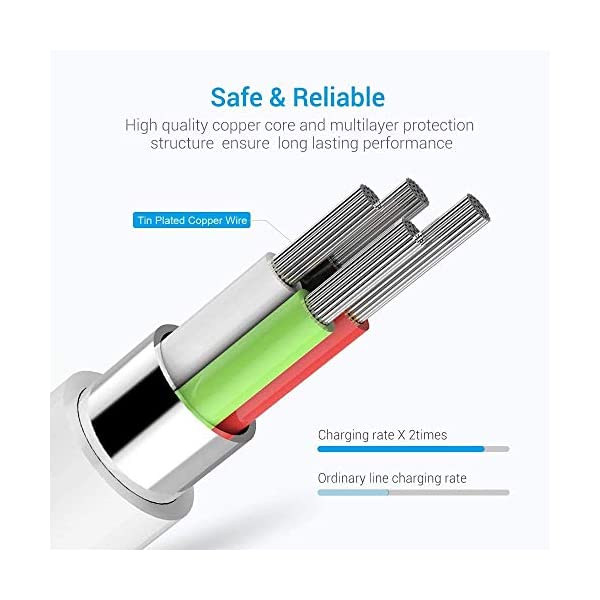 Safe & Reliable
High quality copper core and multilayer protection
structure ensure long lasting performance
Tin Plated Copper Wire
Charging rate X 2times
Ordinary line charging rate